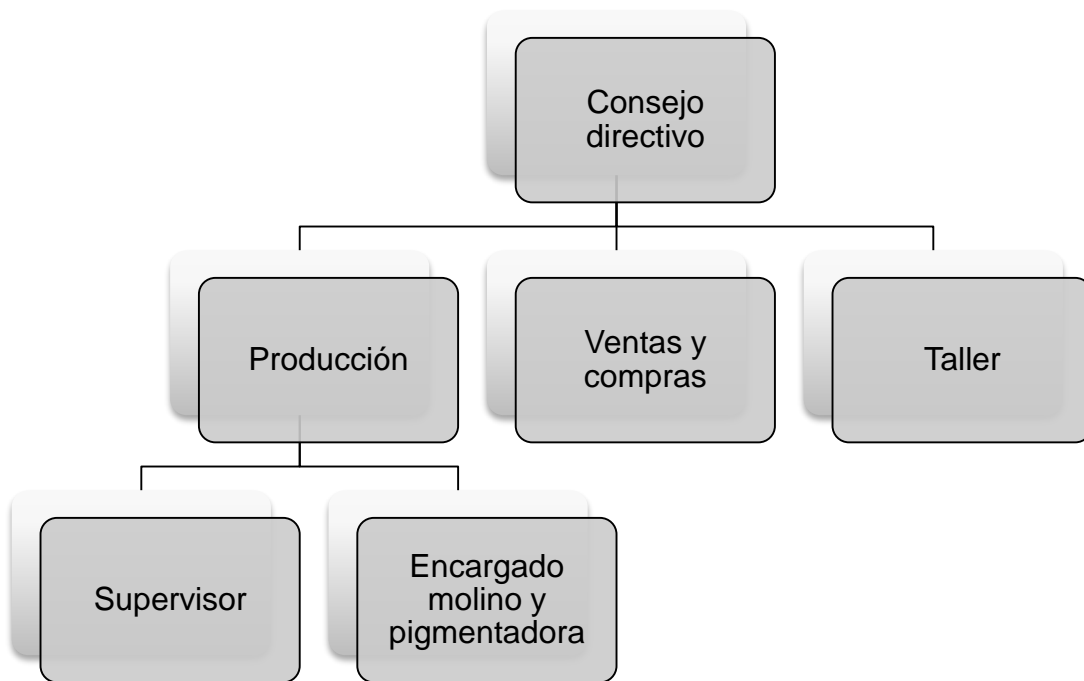 Consejo
directivo
Producción
Ventas y
compras
Taller
Supervisor
Encargado
molino y
pigmentadora